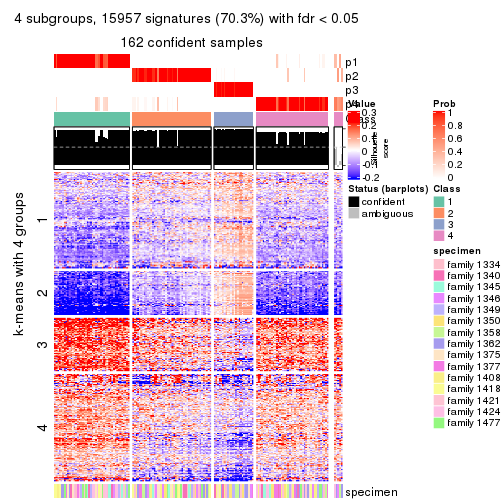 4 subgroups, 15957 signatures (70.3%) with fdr < 0.05
162 confident samples
p1
p2
p3
p4
Class
Silhouette
score
k-means with 4 groups
1
2
3
4
specimen
Value
0.3
0.2
0.1
0
-0.1
-0.2
Status (barplots)
confident
ambiguous
Prob
1
0.8
0.6
0.4
0.2
0
Class
1
2
3
4
specimen
family 1334
family 1340
family 1345
family 1346
family 1349
family 1350
family 1358
family 1362
family 1375
family 1377
family 1408
family 1418
family 1421
family 1424
family 1477